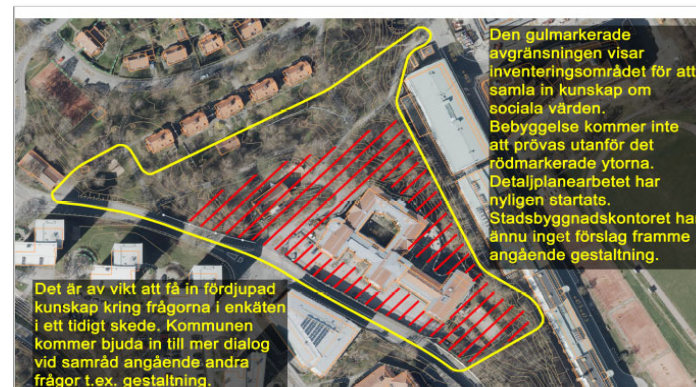 Den gulmarkerade
avgränsningen visar
inventeringsområdet för att
samla in kunskap om
sociala värden.
Bebyggelse kommer inte
att prövas utanför det
rödmarkerade ytorna.
Detaljplanearbetet har
nyligen startats.
Stadsbyggnadskontoret har
ännu inget förslag framme
angående gestaltning.
Det är av vikt att få in fördjupad
kunskap kring frågorna i enkäten
i ett tidigt skede. Kommunen
kommer bjuda in till mer dialog
vid samråd angående andra
frågor t.ex. gestaltning.